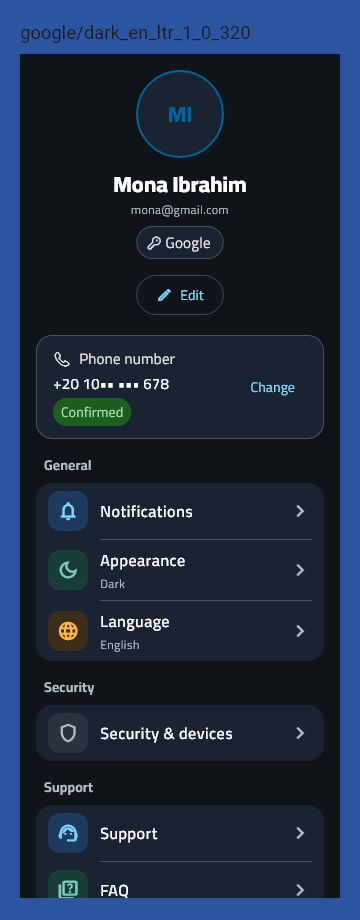 google/dark_en_ltr_1_0_320
MI
Mona Ibrahim
mona@gmail.com
Google
Edit
Phone number
+20 10•• ••• 678
Change
Confirmed
General
Notifications
Appearance
Dark
Language
English
Security
Security & devices
Support
Support
FAQ